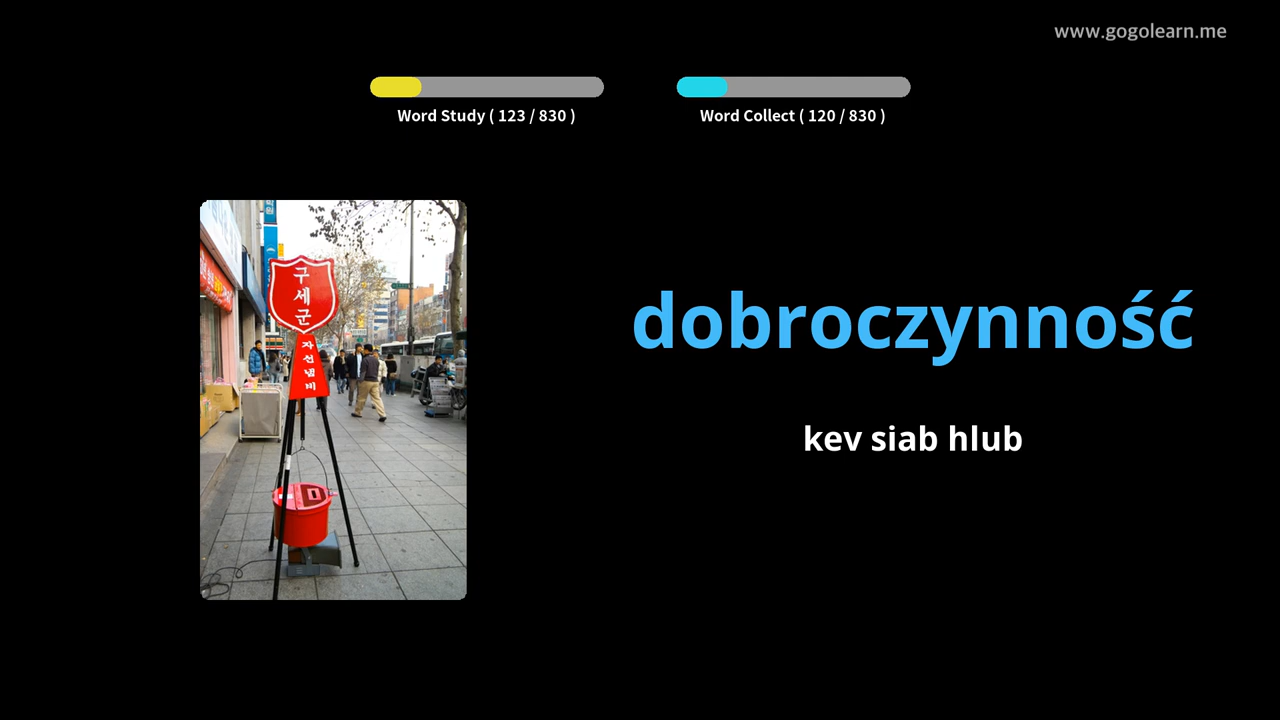 www.gogolearn.me
Word Study ( 123 / 830 )
Word Collect ( 120 / 830 )
구세군
자선냄비
dobroczynność
kev siab hlub